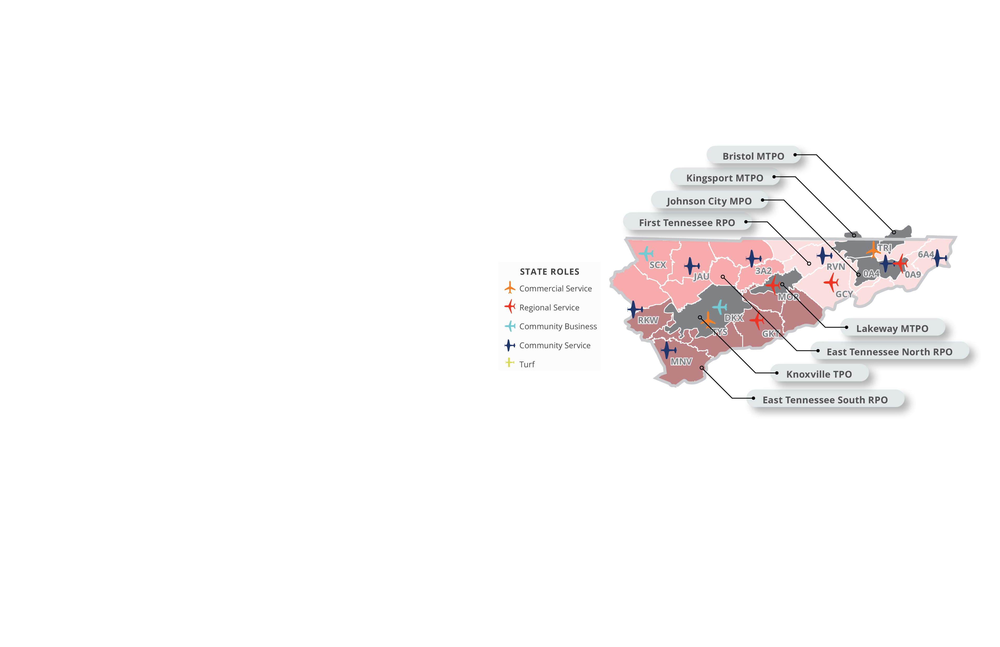 Bristol MTPO
Kingsport MTPO
Johnson City MPO
First Tennessee RPO
TRI
6A4
SCX
RVN
3A2
0A4
0A9
JAU
GCY
MOR
STATE ROLES
Commercial Service
Regional Service
Community Business
Community Service
Turf
DKX
RKW
TYS
GKT
MNV
Lakeway MTPO
East Tennessee North RPO
Knoxville TPO
East Tennessee South RPO